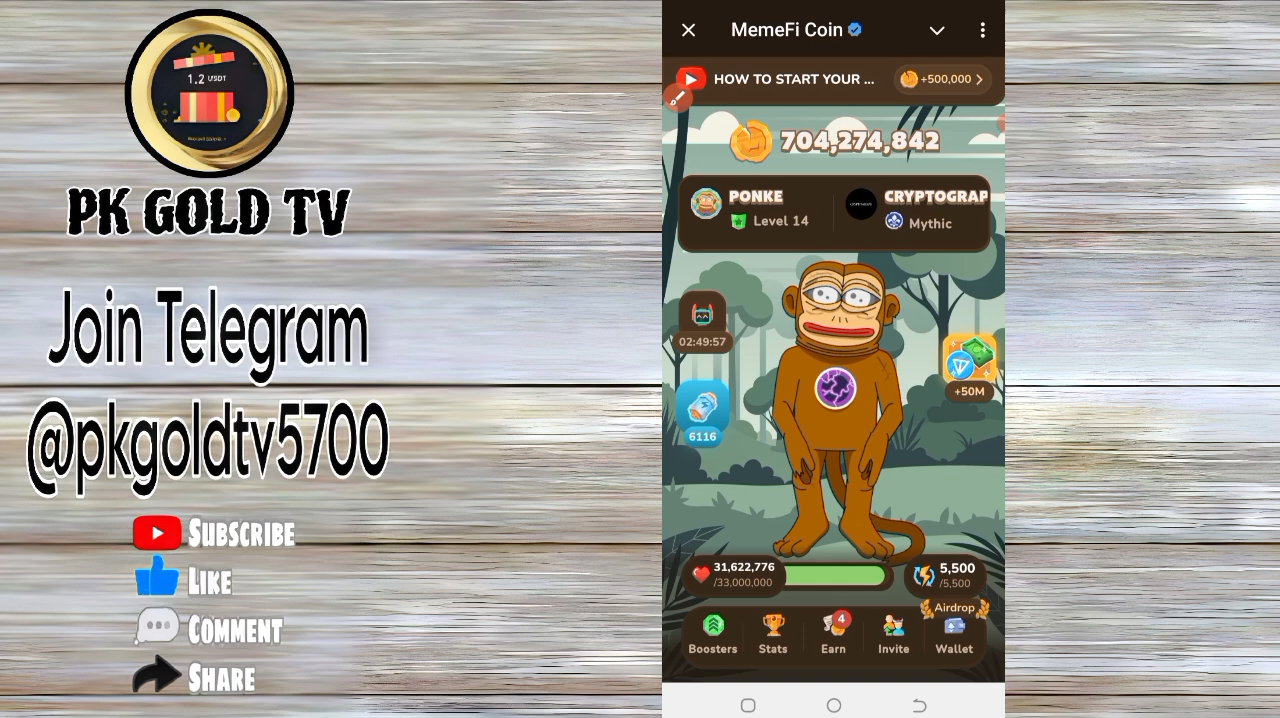 1.2 USDT
PK GOLD TV
Join Telegram
@pkgoldtv5700
SUBSCRIBE
LIKE
COMMENT
SHARE
MemeFi Coin
HOW TO START YOUR ...
+500,000
704,274,842
PONKE
Level 14
CRYPTOGRAP
Mythic
02:49:57
6116
+50M
31,622,776
/33,000,000
5,500
/5,500
Airdrop
Boosters
Stats
4
Earn
Invite
Wallet